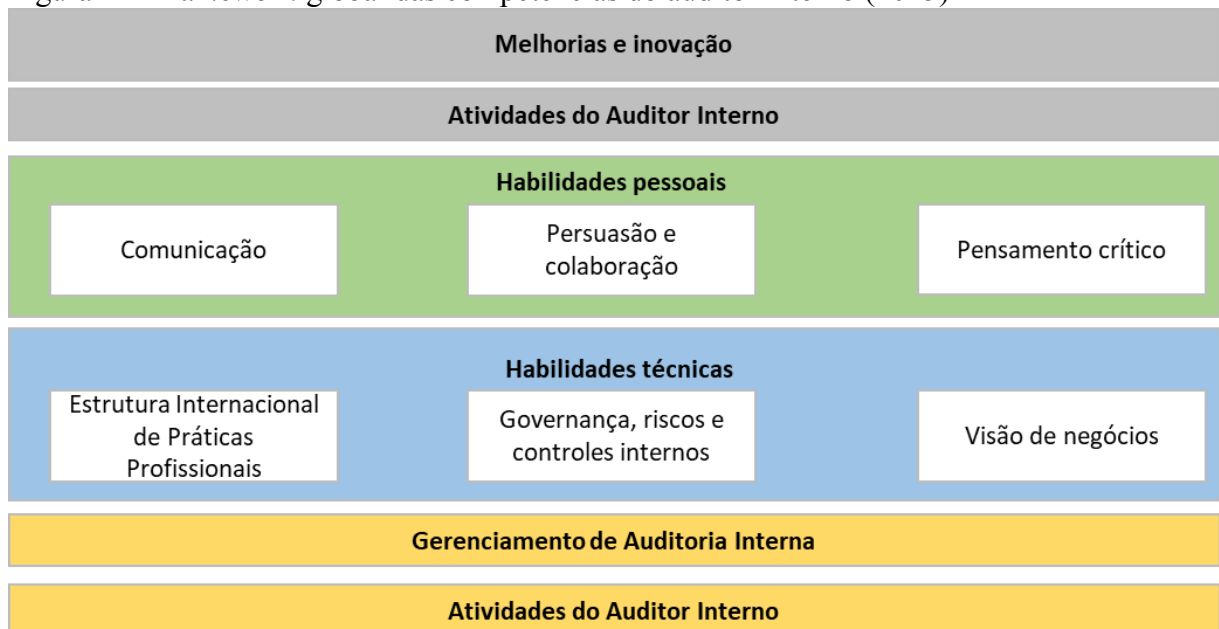 Melhorias e inovação
Atividades do Auditor Interno
Habilidades pessoais
Comunicação
Persuasão e
colaboração
Pensamento crítico
Habilidades técnicas
Estrutura Internacional
de Práticas
Profissionais
Governança, riscos e
controles internos
Visão de negócios
Gerenciamento de Auditoria Interna
Atividades do Auditor Interno